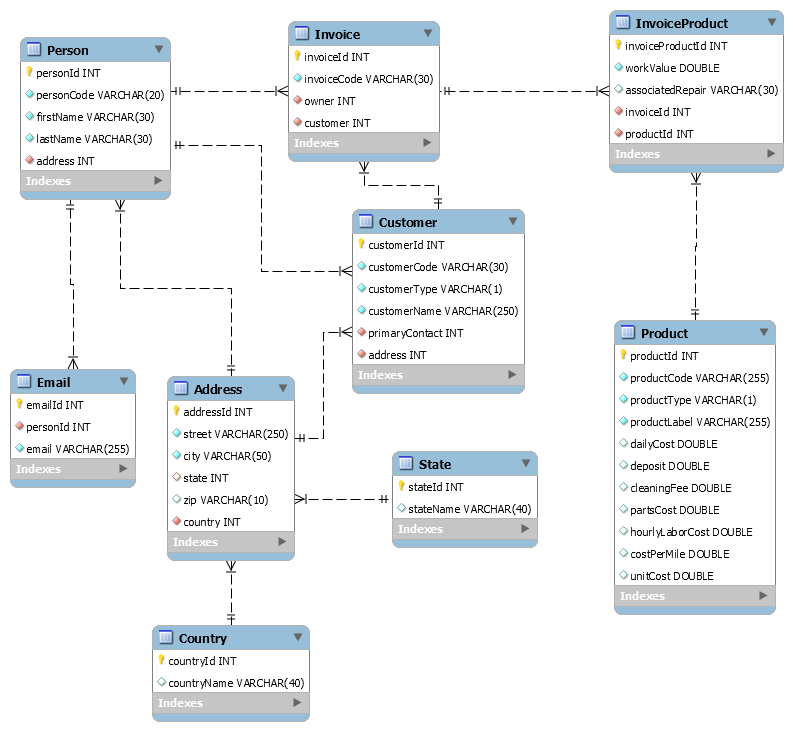 Person
personId INT
personCode VARCHAR(20)
firstName VARCHAR(30)
lastName VARCHAR(30)
address INT
Indexes
Invoice
invoiceId INT
invoiceCode VARCHAR(30)
owner INT
customer INT
Indexes
InvoiceProduct
invoiceProductId INT
workValue DOUBLE
associatedRepair VARCHAR(30)
invoiceId INT
productId INT
Indexes
Customer
customerId INT
customerCode VARCHAR(30)
customerType VARCHAR(1)
customerName VARCHAR(250)
primaryContact INT
address INT
Indexes
Email
emailId INT
personId INT
email VARCHAR(255)
Indexes
Address
addressId INT
street VARCHAR(250)
city VARCHAR(50)
state INT
zip VARCHAR(10)
country INT
Indexes
State
stateId INT
stateName VARCHAR(40)
Indexes
Product
productId INT
productCode VARCHAR(255)
productType VARCHAR(1)
productLabel VARCHAR(255)
dailyCost DOUBLE
deposit DOUBLE
cleaningFee DOUBLE
partsCost DOUBLE
hourlyLaborCost DOUBLE
costPerMile DOUBLE
unitCost DOUBLE
Indexes
Country
countryId INT
countryName VARCHAR(40)
Indexes